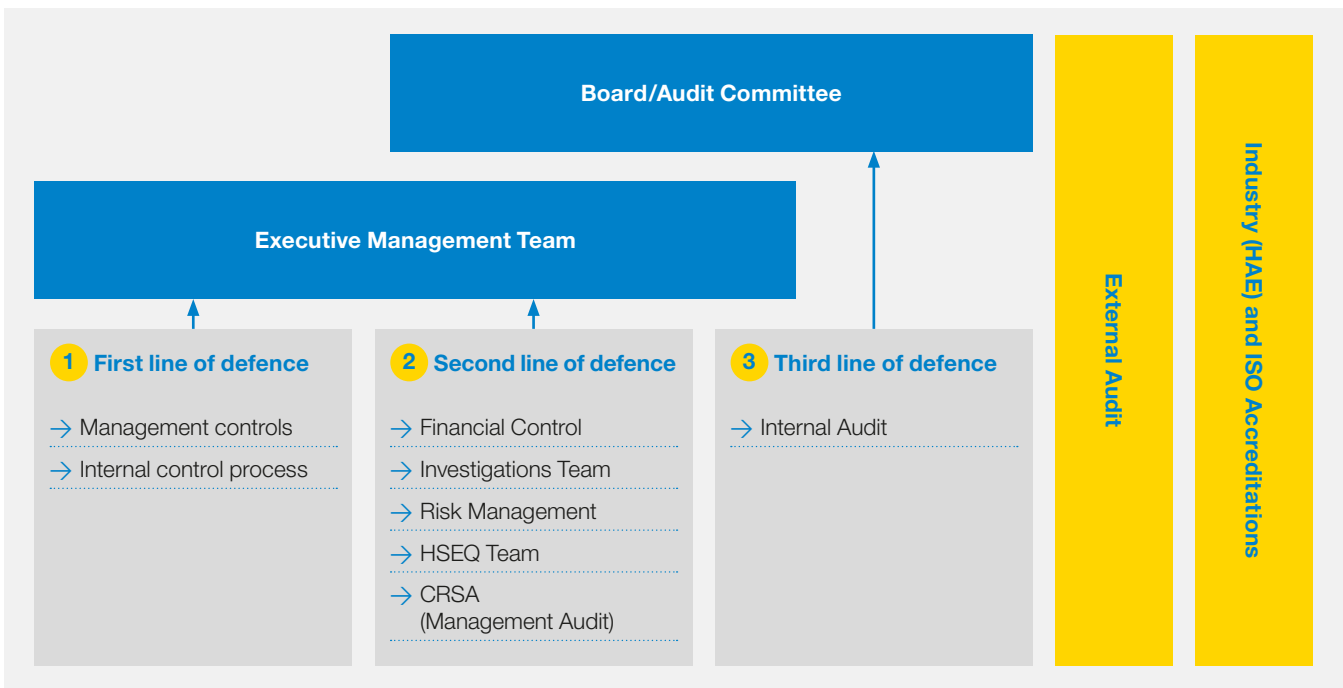 Board/Audit Committee
Executive Management Team
1 First line of defence
→ Management controls
→ Internal control process
2 Second line of defence
→ Financial Control
→ Investigations Team
→ Risk Management
→ HSEQ Team
→ CRSA
(Management Audit)
3 Third line of defence
→ Internal Audit
External Audit
Industry (HAE) and ISO Accreditations